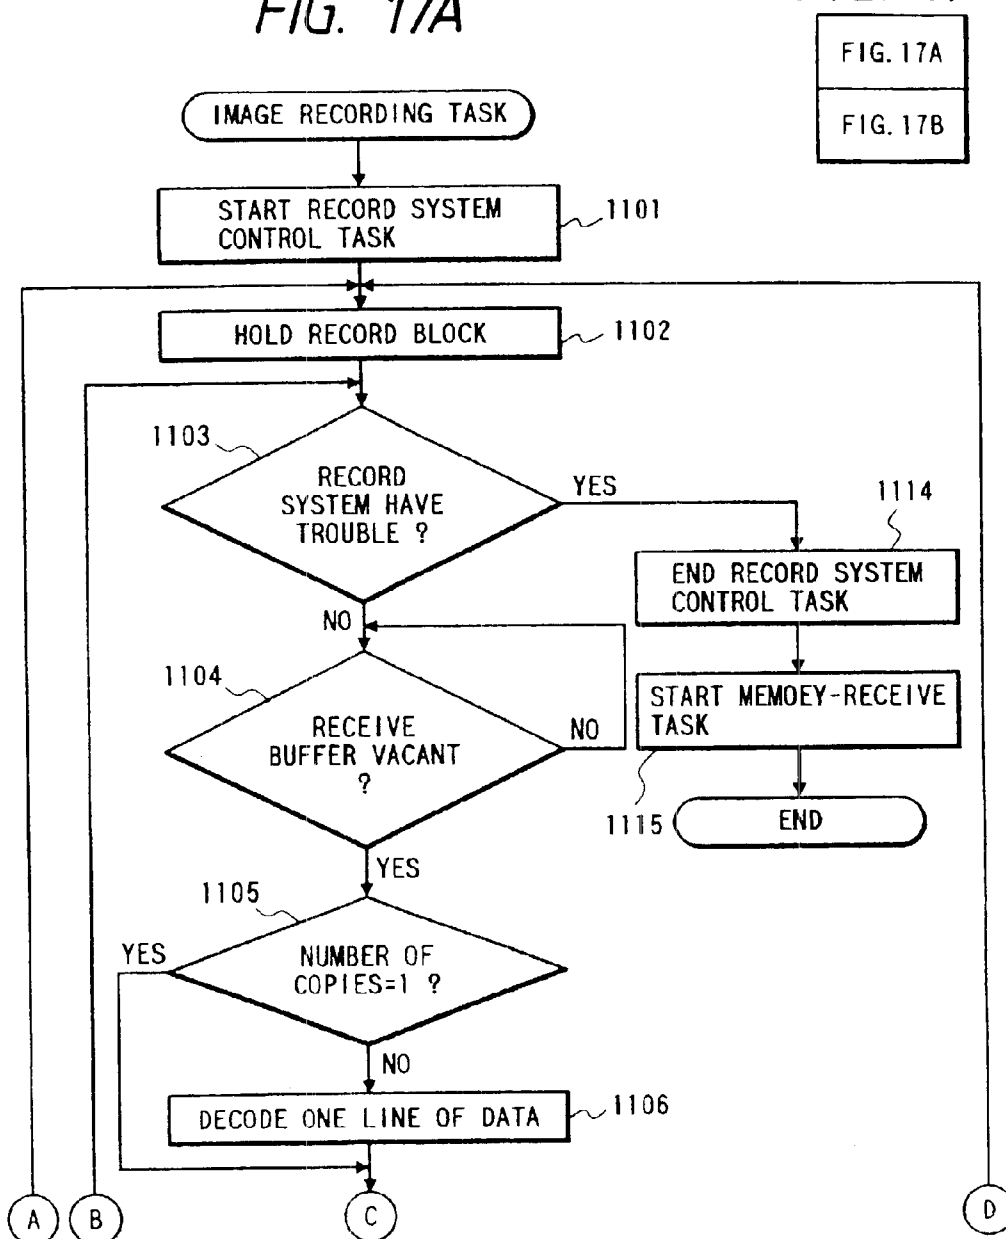 FIG. 17A
FIG. 17A
FIG. 17B
IMAGE RECORDING TASK
START RECORD SYSTEM
CONTROL TASK
1101
HOLD RECORD BLOCK
1102
1103
RECORD
SYSTEM HAVE
TROUBLE ?
YES
1114
END RECORD SYSTEM
CONTROL TASK
NO
1104
RECEIVE
BUFFER VACANT
?
NO
START MEMOEY-RECEIVE
TASK
1115
END
YES
1105
YES
NUMBER OF
COPIES=1 ?
NO
DECODE ONE LINE OF DATA
1106
A
B
C
D